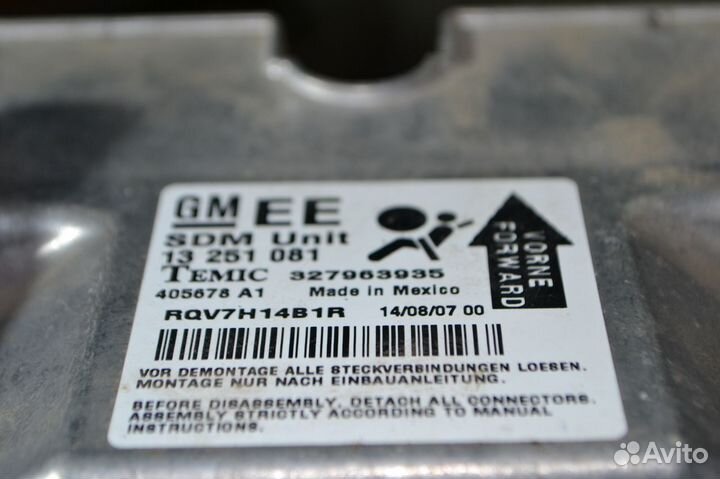 GM EE
SDM Unit
13 251 081
TEMIC 327963935
405678 A1 Made in Mexico
RQV7H14B1R 14/08/07 00
VORNE
FORWARD
VOR DEMONTAGE ALLE STECKVERBINDUNGEN LOESEN.
MONTAGE NUR NACH EINBAUANLEITUNG.
BEFORE DISASSEMBLY, DETACH ALL CONNECTORS.
ASSEMBLY STRICTLY ACCORDING TO MANUAL
INSTRUCTIONS.
Avito